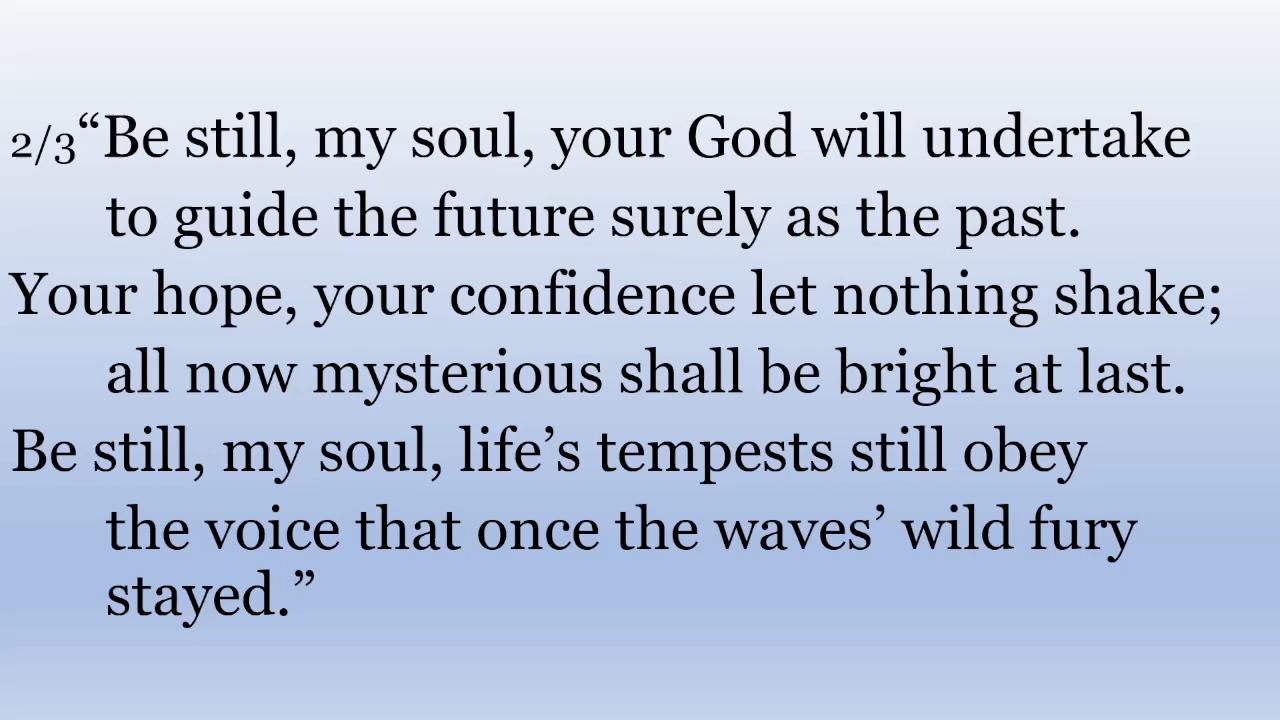 2/3“Be still, my soul, your God will undertake
to guide the future surely as the past.
Your hope, your confidence let nothing shake;
all now mysterious shall be bright at last.
Be still, my soul, life’s tempests still obey
the voice that once the waves’ wild fury
stayed.”